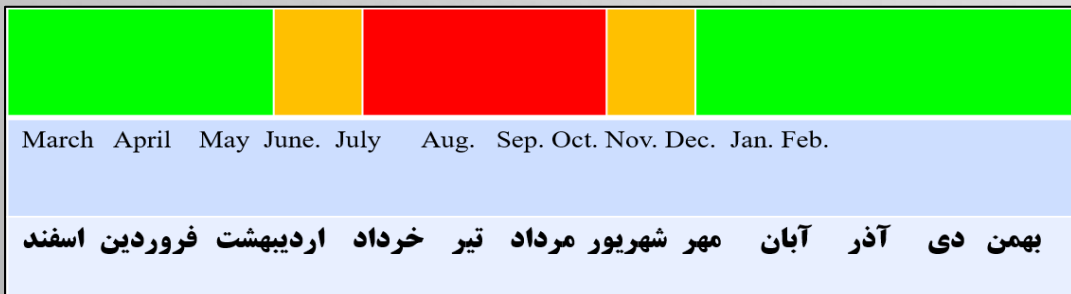 March April May June. July Aug. Sep. Oct. Nov. Dec. Jan. Feb.
بهمن دی آذر آبان مهر شهریور مرداد تیر خرداد اردیبهشت فروردین اسفند